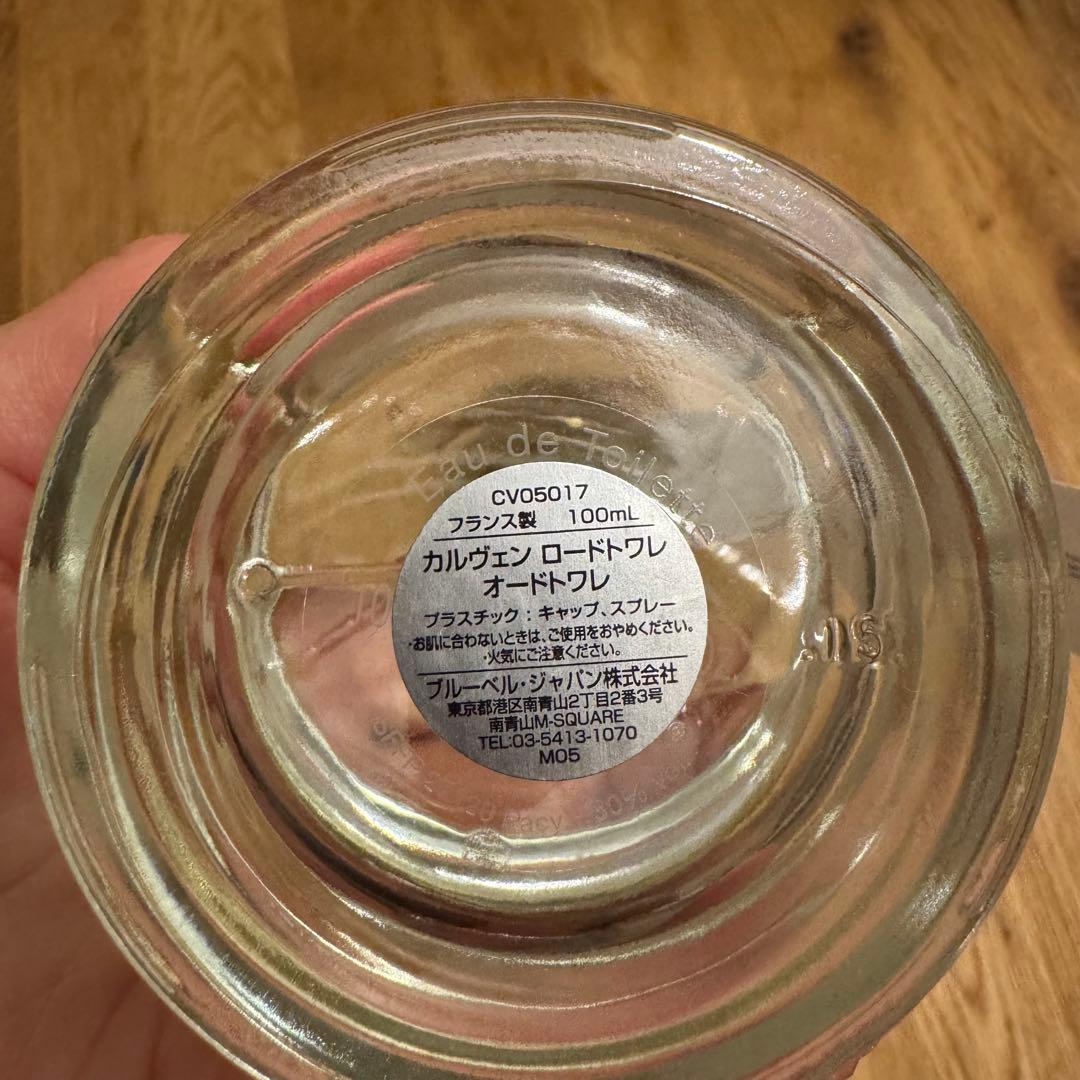 Eau de Toilette
CV05017
フランス製 100mL
カルヴェン ロードトワレ
オードトワレ
プラスチック：キャップ、スプレー
・お肌に合わないときは、ご使用をおやめください。
・火気にご注意ください。
ブルーベル・ジャパン株式会社
東京都港区南青山2丁目2番3号
南青山M-SQUARE
TEL:03-5413-1070
M05
80%